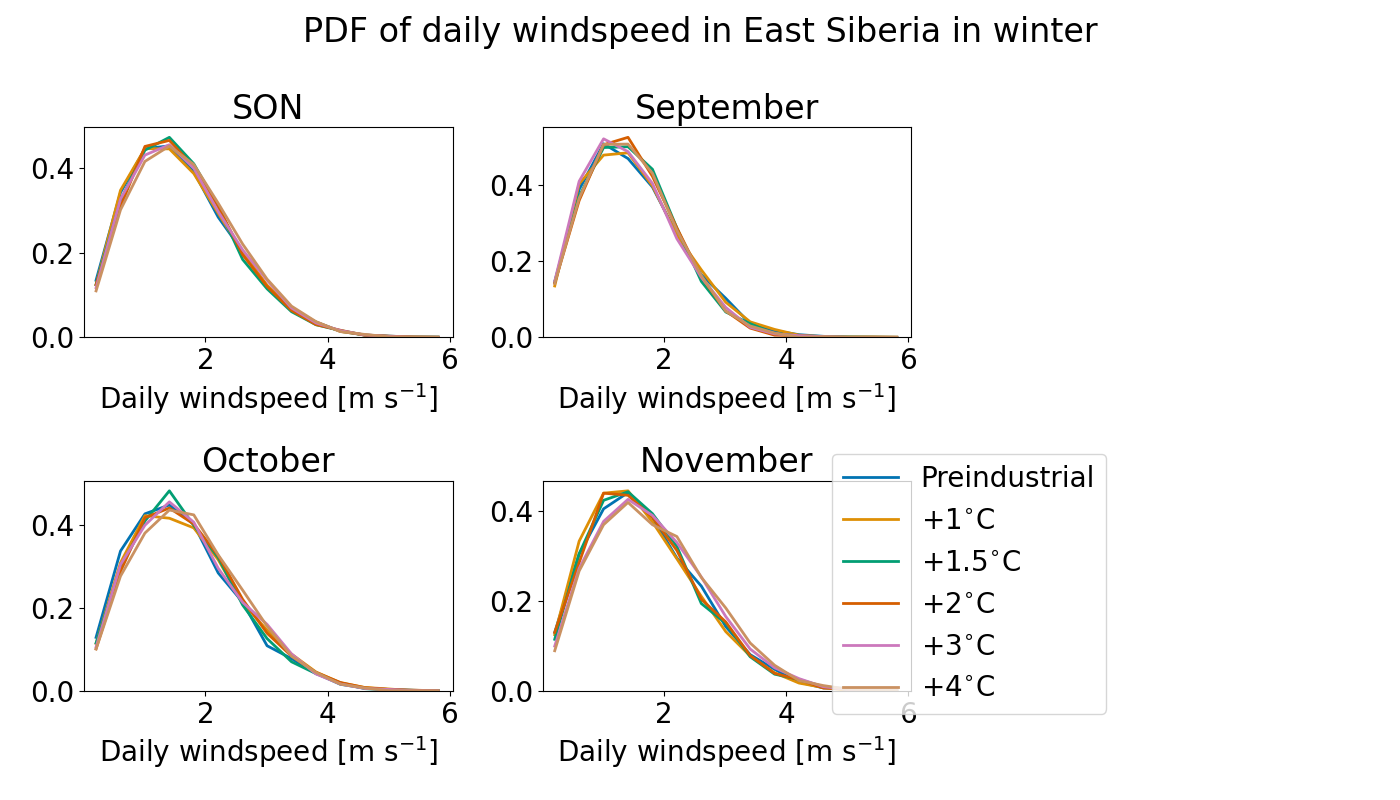 PDF of daily windspeed in East Siberia in winter
SON
0.4
0.2
0.0
2 4 6
Daily windspeed [m s⁻¹]
September
0.4
0.2
0.0
2 4 6
Daily windspeed [m s⁻¹]
October
0.4
0.2
0.0
2 4 6
Daily windspeed [m s⁻¹]
November
0.4
0.2
0.0
2 4 6
Daily windspeed [m s⁻¹]
Preindustrial
+1°C
+1.5°C
+2°C
+3°C
+4°C